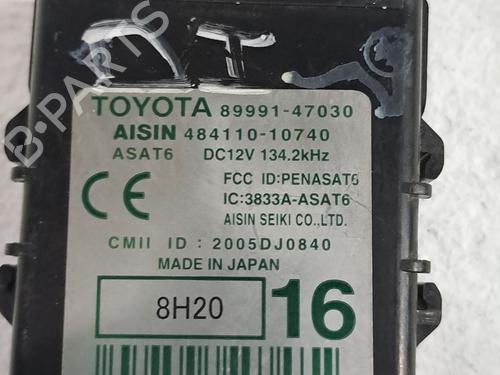 B-PARTS
TOYOTA 89991-47030
AISIN 484110-10740
ASAT6 DC12V 134.2kHz
CE FCC ID:PENASAT6
IC:3833A-ASAT6
AISIN SEIKI CO.,LTD.
CMII ID : 2005DJ0840
MADE IN JAPAN
8H20 16